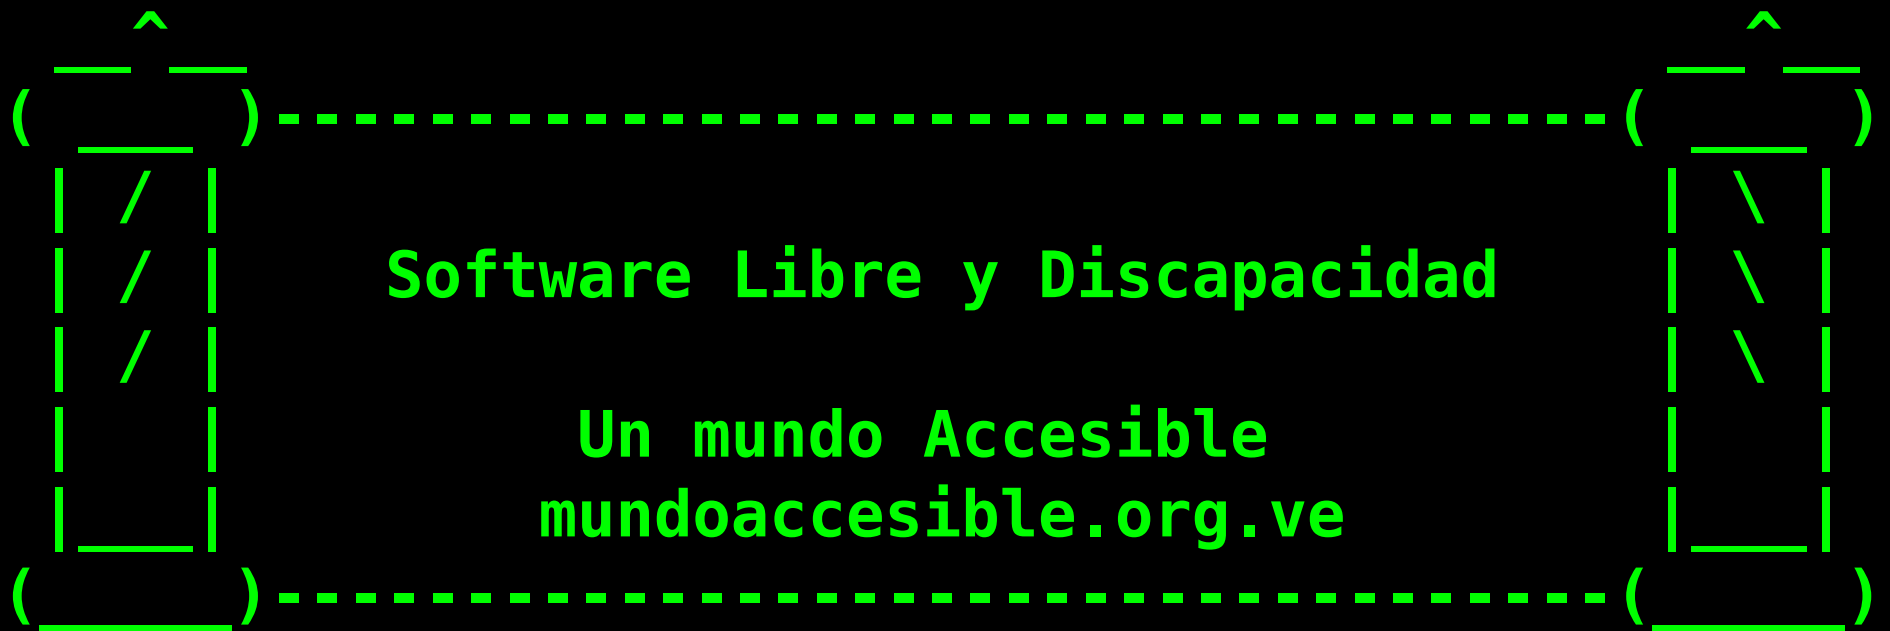 Software Libre y Discapacidad
Un mundo Accesible
mundoaccesible.org.ve